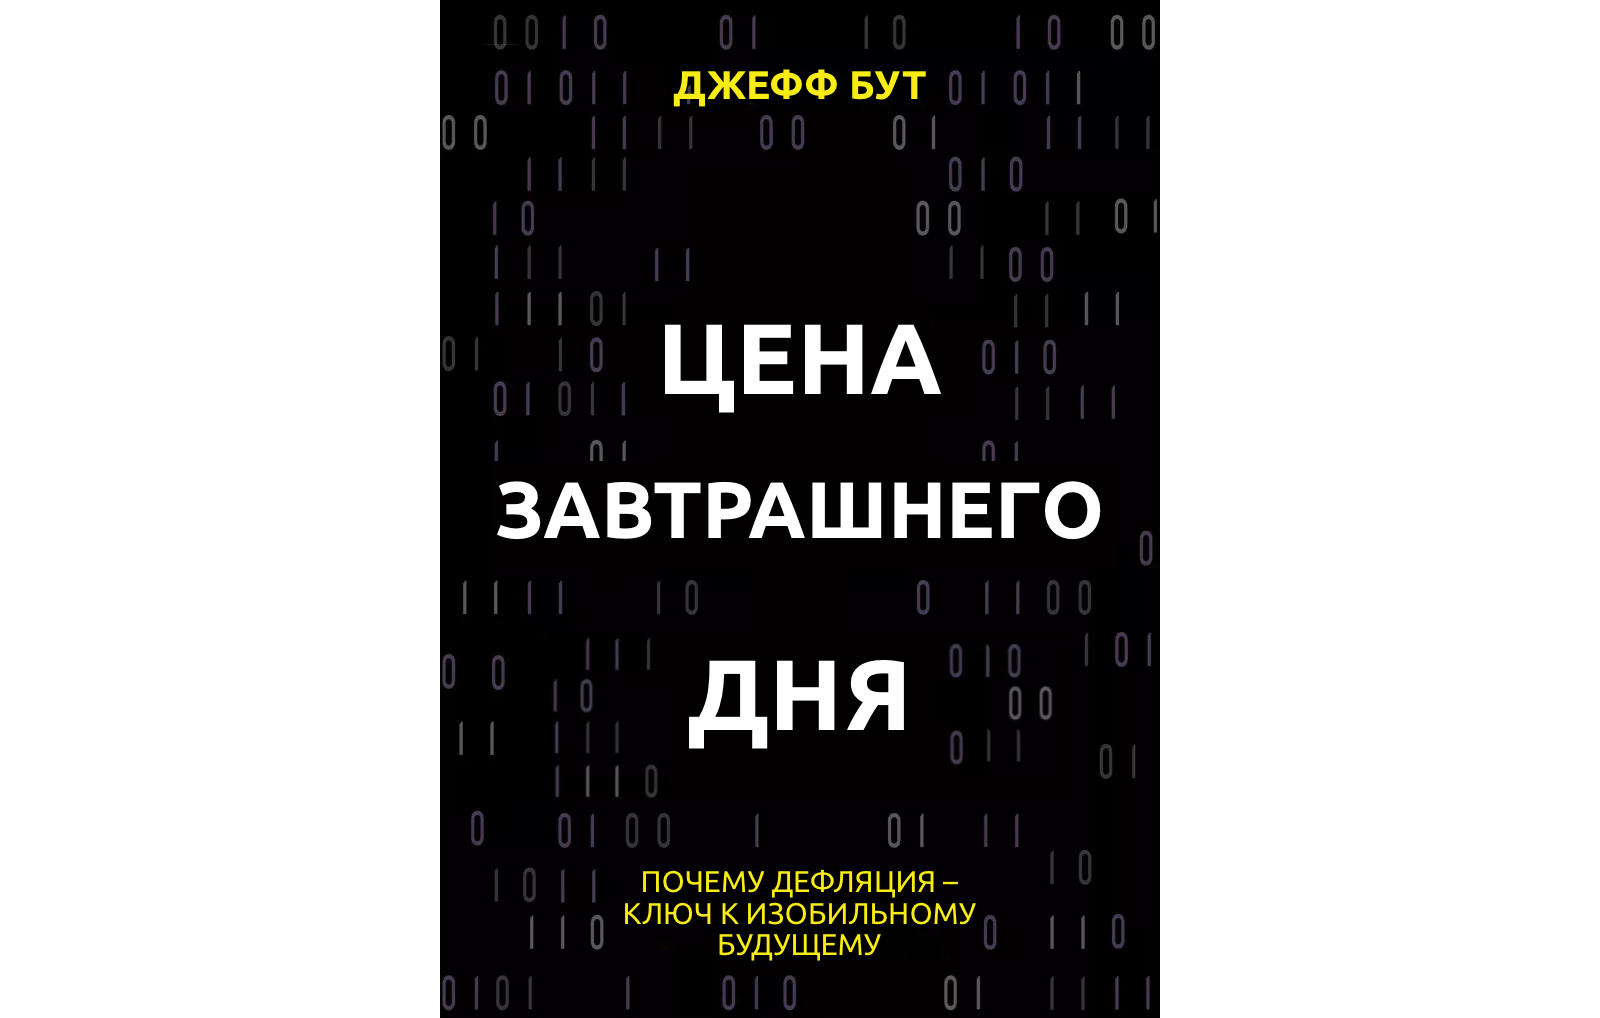 ДЖЕФФ БУТ
ЦЕНА
ЗАВТРАШНЕГО
ДНЯ
ПОЧЕМУ ДЕФЛЯЦИЯ –
КЛЮЧ К ИЗОБИЛЬНОМУ
БУДУЩЕМУ